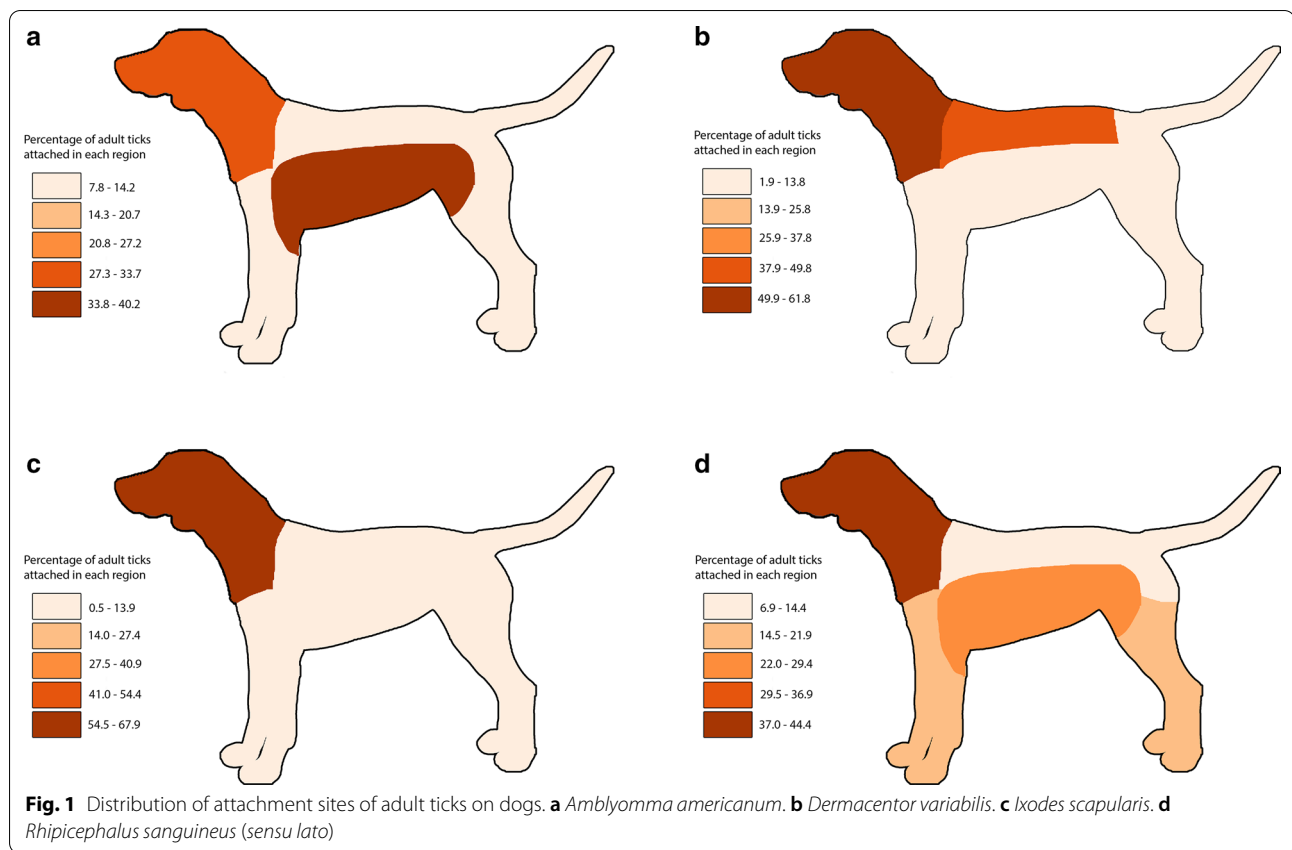 a
Percentage of adult ticks
attached in each region
7.8 - 14.2
14.3 - 20.7
20.8 - 27.2
27.3 - 33.7
33.8 - 40.2
b
Percentage of adult ticks
attached in each region
1.9 - 13.8
13.9 - 25.8
25.9 - 37.8
37.9 - 49.8
49.9 - 61.8
c
Percentage of adult ticks
attached in each region
0.5 - 13.9
14.0 - 27.4
27.5 - 40.9
41.0 - 54.4
54.5 - 67.9
d
Percentage of adult ticks
attached in each region
6.9 - 14.4
14.5 - 21.9
22.0 - 29.4
29.5 - 36.9
37.0 - 44.4
Fig. 1 Distribution of attachment sites of adult ticks on dogs. a Amblyomma americanum. b Dermacentor variabilis. c Ixodes scapularis. d
Rhipicephalus sanguineus (sensu lato)